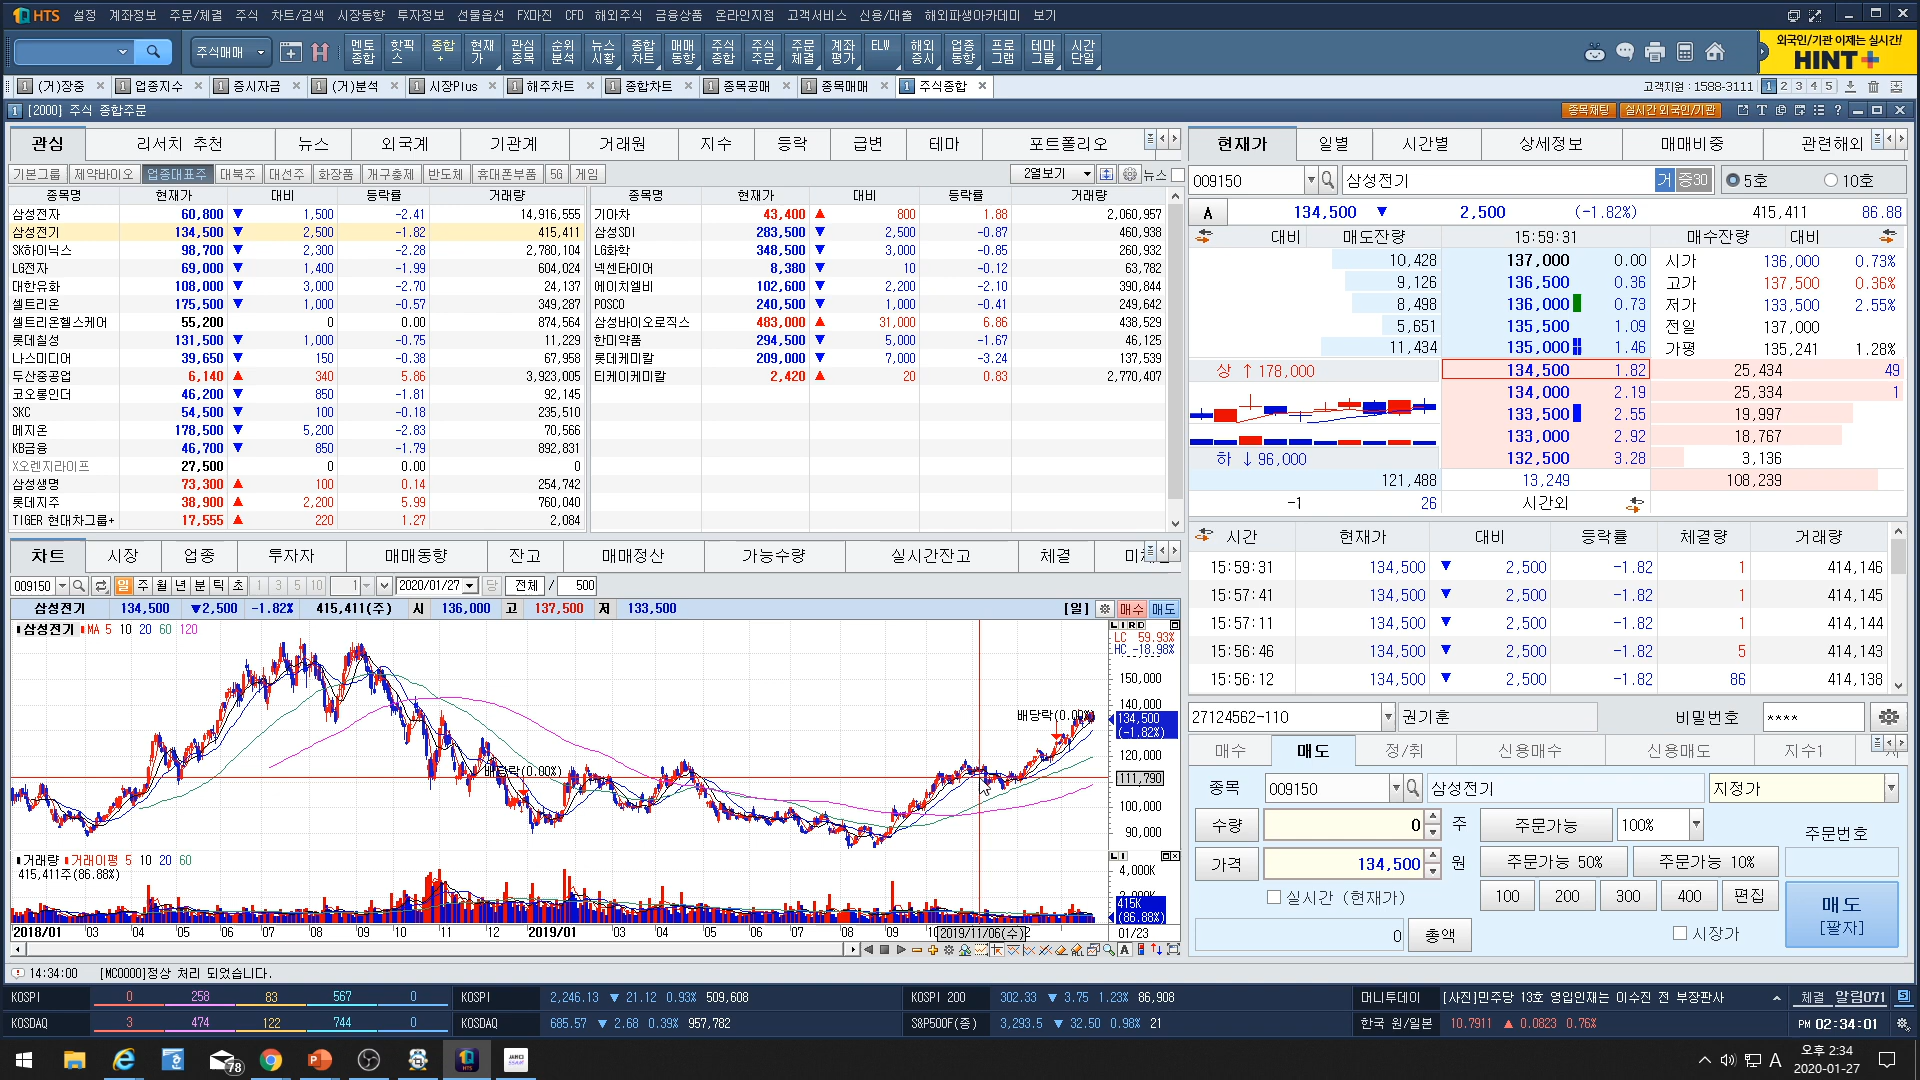 HTS 설정 계좌정보 주문/체결 주식 차트/검색 시장동향 투자정보 선물옵션 FX마진 CFD 해외주식 금융상품 온라인지점 고객서비스 신용/대출 해외파생아카데미 보기
주식매매 멘토종합 핫픽스 종합+ 현재가 관심종목 순위분석 뉴스시황 종합차트 매매동향 주식종합 주식주문 주문체결 계좌평가 ELW 해외증시 업종동향 프로그램 테마그룹 시간단일
외국인/기관 이제는 실시간!
HINT+
1 (거)장중 1 업종지수 1 증시자금 1 (거)분석 1 시장Plus 1 해주차트 1 종합차트 1 종목공매 1 종목매매 1 주식종합 고객지원 : 1588-3111 1 2 3 4 5
1 [2000] 주식 종합주문 종목채팅 실시간외국인/기관
관심 리서치 추천 뉴스 외국계 기관계 거래원 지수 등락 급변 테마 포트폴리오
기본그룹 제약바이오 업종대표주 대북주 대선주 화장품 개구충제 반도체 휴대폰부품 5G 게임 2열보기 뉴스
종목명 현재가 대비 등락률 거래량 종목명 현재가 대비 등락률 거래량
삼성전자 60,800 ▼ 1,500 -2.41 14,916,555 기아차 43,400 ▲ 800 1.88 2,060,957
삼성전기 134,500 ▼ 2,500 -1.82 415,411 삼성SDI 283,500 ▼ 2,500 -0.87 460,938
SK하이닉스 98,700 ▼ 2,300 -2.28 2,780,104 LG화학 348,500 ▼ 3,000 -0.85 260,932
LG전자 69,000 ▼ 1,400 -1.99 604,024 넥센타이어 8,380 ▼ 10 -0.12 63,782
대한유화 108,000 ▼ 3,000 -2.70 24,137 에이치엘비 102,600 ▼ 2,200 -2.10 390,844
셀트리온 175,500 ▼ 1,000 -0.57 349,287 POSCO 240,500 ▼ 1,000 -0.41 249,642
셀트리온헬스케어 55,200 0 0.00 874,564 삼성바이오로직스 483,000 ▲ 31,000 6.86 438,529
롯데칠성 131,500 ▼ 1,000 -0.75 11,229 한미약품 294,500 ▼ 5,000 -1.67 46,125
나스미디어 39,650 ▼ 150 -0.38 67,958 롯데케미칼 209,000 ▼ 7,000 -3.24 137,539
두산중공업 6,140 ▲ 340 5.86 3,923,005 티케이케미칼 2,420 ▲ 20 0.83 2,770,407
코오롱인더 46,200 ▼ 850 -1.81 92,145
SKC 54,500 ▼ 100 -0.18 235,510
메지온 178,500 ▼ 5,200 -2.83 70,566
KB금융 46,700 ▼ 850 -1.79 892,831
X오렌지라이프 27,500 0 0.00 0
삼성생명 73,300 ▲ 100 0.14 254,742
롯데지주 38,900 ▲ 2,200 5.99 760,040
TIGER 현대차그룹+ 17,555 ▲ 220 1.27 2,084
현재가 일별 시간별 상세정보 매매비중 관련해외
009150 삼성전기 거 중30 5호 10호
A 134,500 ▼ 2,500 (-1.82%) 415,411 86.88
대비 매도잔량 15:59:31 매수잔량 대비
10,428 137,000 0.00 시가 136,000 0.73%
9,126 136,500 0.36 고가 137,500 0.36%
8,498 136,000 0.73 저가 133,500 2.55%
5,651 135,500 1.09 전일 137,000
11,434 135,000 1.46 가평 135,241 1.28%
상 ↑ 178,000 134,500 1.82 25,434 49
134,000 2.19 25,334 1
133,500 2.55 19,997
133,000 2.92 18,767
하 ↓ 96,000 132,500 3.28 3,136
121,488 13,249 108,239
-1 26 시간외
시간 현재가 대비 등락률 체결량 거래량
15:59:31 134,500 ▼ 2,500 -1.82 1 414,146
15:57:41 134,500 ▼ 2,500 -1.82 1 414,145
15:57:11 134,500 ▼ 2,500 -1.82 1 414,144
15:56:46 134,500 ▼ 2,500 -1.82 5 414,143
15:56:12 134,500 ▼ 2,500 -1.82 86 414,138
차트 시장 업종 투자자 매매동향 잔고 매매정산 가능수량 실시간잔고 체결
009150 일 주 월 년 분 틱 초 1 3 5 10 1 2020/01/27 당 전체 / 500
삼성전기 134,500 ▼2,500 -1.82% 415,411(주) 시 136,000 고 137,500 저 133,500 [일] 매수 매도
삼성전기 MA 5 10 20 60 120
L I R D
LC 59.93%
HC -18.98%
150,000
140,000
134,500
(-1.82%)
120,000
111,790
100,000
90,000
배당락(0.00%)
배당락(0.00%)
거래량 거래이평 5 10 20 60
415,411주(86.88%)
L I
4,000K
415K
(86.88%)
2018/01 03 04 05 06 07 08 09 10 11 12 2019/01 03 04 05 06 07 08 09 2019/11/06(수) 01/23
27124562-110 권기훈 비밀번호 ****
매수 매도 정/취 신용매수 신용매도 지수1
종목 009150 삼성전기 지정가
수량 0 주 주문가능 100% 주문번호
가격 134,500 원 주문가능 50% 주문가능 10%
실시간 (현재가) 100 200 300 400 편집
매도
[팔자]
0 총액 시장가
14:34:00 [MC0000]정상 처리 되었습니다.
KOSPI 0 258 83 567 0 KOSPI 2,246.13 ▼ 21.12 0.93% 509,608 KOSPI 200 302.33 ▼ 3.75 1.23% 86,908 머니투데이 [사진]민주당 13호 영입인재는 이수진 전 부장판사 체결 알림071
KOSDAQ 3 474 122 744 0 KOSDAQ 685.57 ▼ 2.68 0.39% 957,782 S&P500F(종) 3,293.5 ▼ 32.50 0.98% 21 한국 원/일본 10.7911 ▲ 0.0823 0.76% PM 02:34:01
78 HTS A 오후 2:34
2020-01-27